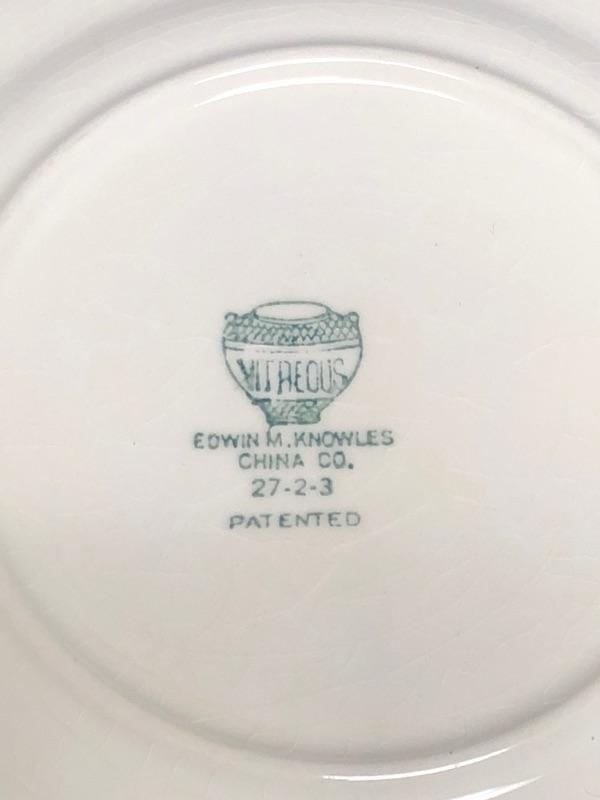 VITREOUS
EDWIN M. KNOWLES
CHINA CO.
27-2-3
PATENTED